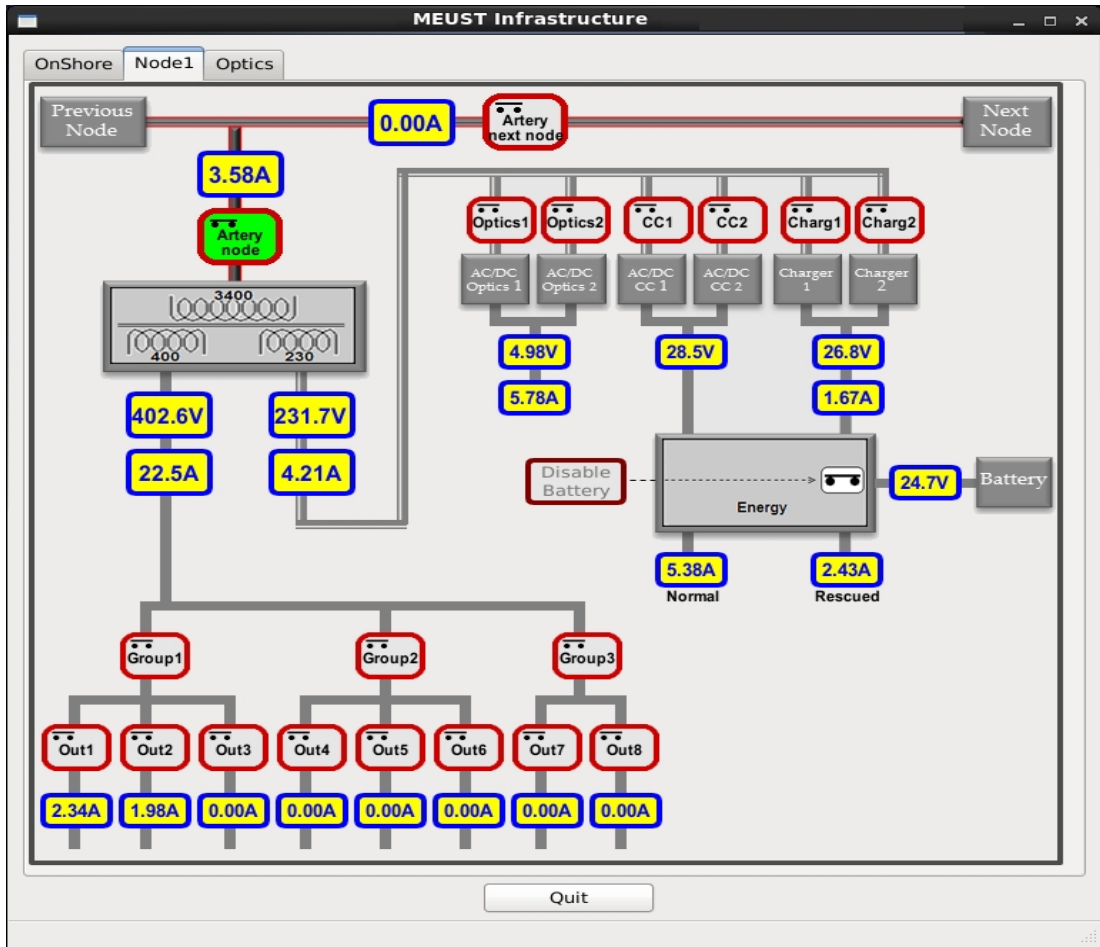 MEUST Infrastructure
OnShore Node1 Optics
Previous
Node
0.00A
Artery
next node
Next
Node
3.58A
Artery
node
3400
400
230
402.6V
231.7V
22.5A
4.21A
Optics1
Optics2
CC1
CC2
Charg1
Charg2
AC/DC
Optics 1
AC/DC
Optics 2
AC/DC
CC 1
AC/DC
CC 2
Charger
1
Charger
2
4.98V
28.5V
26.8V
5.78A
1.67A
Disable
Battery
Energy
24.7V
Battery
5.38A
2.43A
Normal
Rescued
Group1
Group2
Group3
Out1
Out2
Out3
Out4
Out5
Out6
Out7
Out8
2.34A
1.98A
0.00A
0.00A
0.00A
0.00A
0.00A
0.00A
Quit